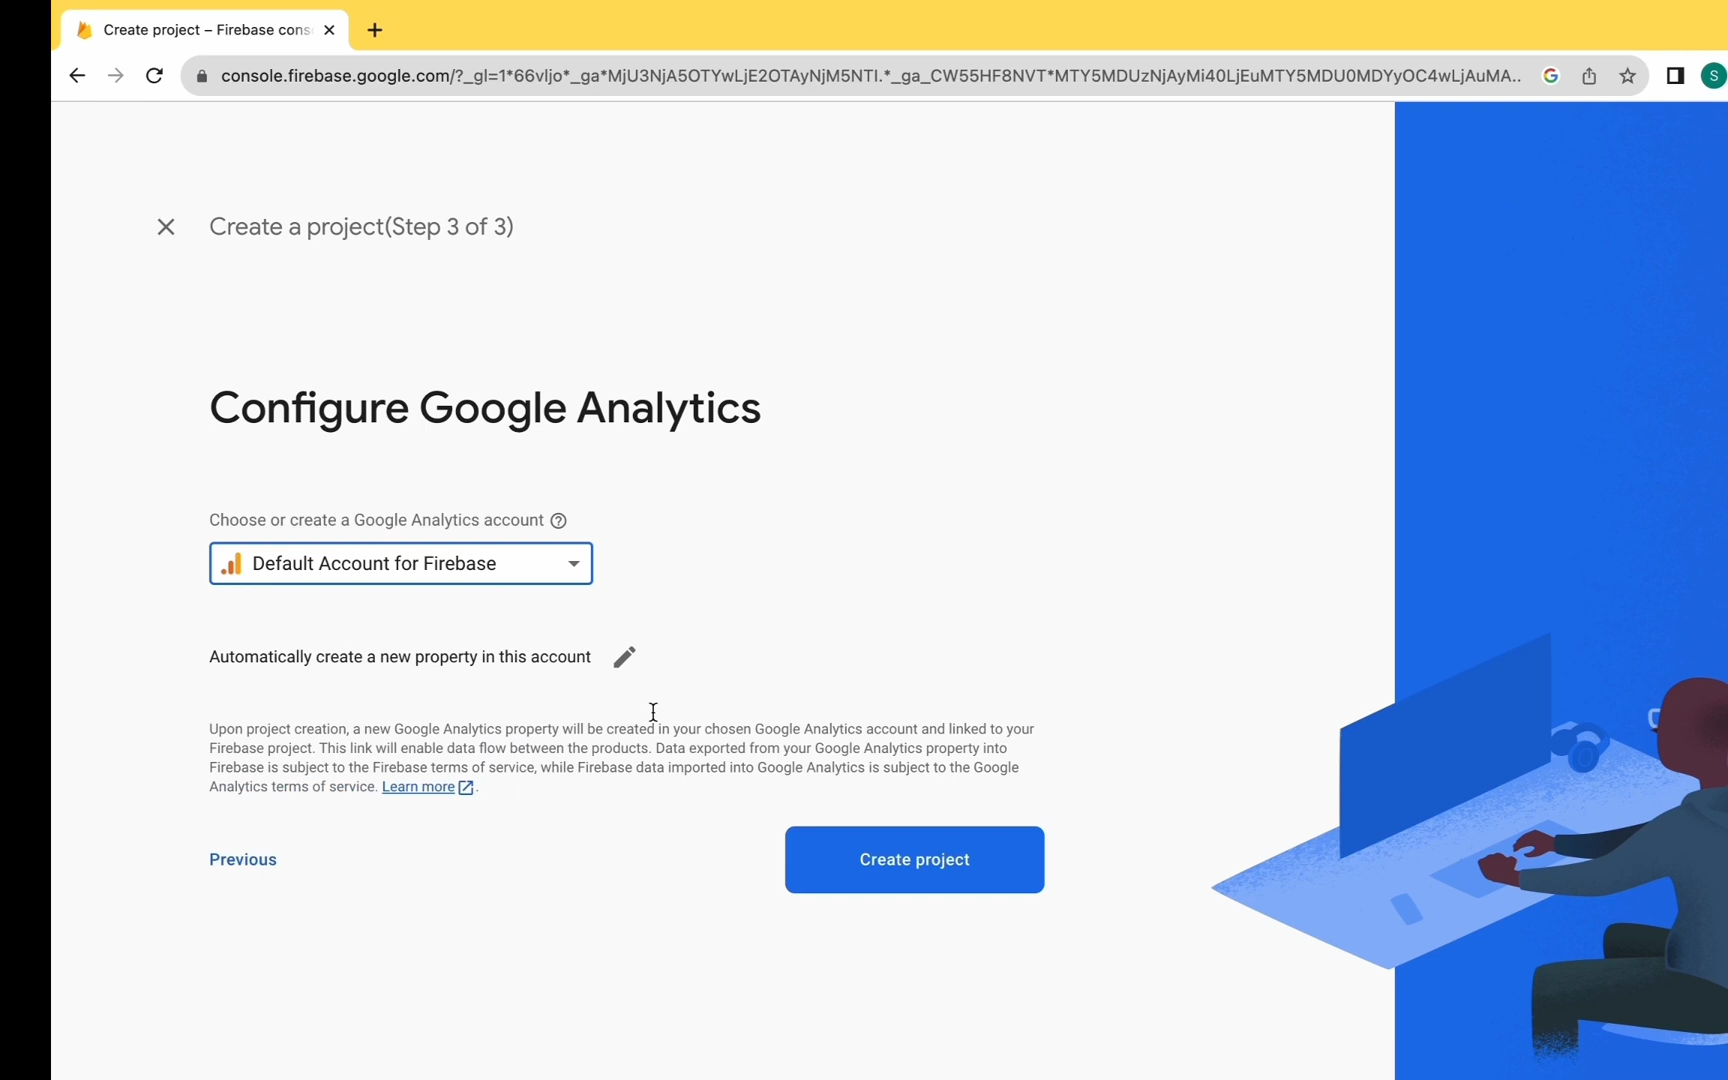 Create project – Firebase cons
console.firebase.google.com/?_gl=1*66vljo*_ga*MjU3NjA5OTYwLjE2OTAyNjM5NTI.*_ga_CW55HF8NVT*MTY5MDUzNjAyMi40LjEuMTY5MDU0MDYyOC4wLjAuMA..
S
Create a project(Step 3 of 3)
Configure Google Analytics
Choose or create a Google Analytics account
Default Account for Firebase
Automatically create a new property in this account
Upon project creation, a new Google Analytics property will be created in your chosen Google Analytics account and linked to your
Firebase project. This link will enable data flow between the products. Data exported from your Google Analytics property into
Firebase is subject to the Firebase terms of service, while Firebase data imported into Google Analytics is subject to the Google
Analytics terms of service. Learn more.
Previous
Create project